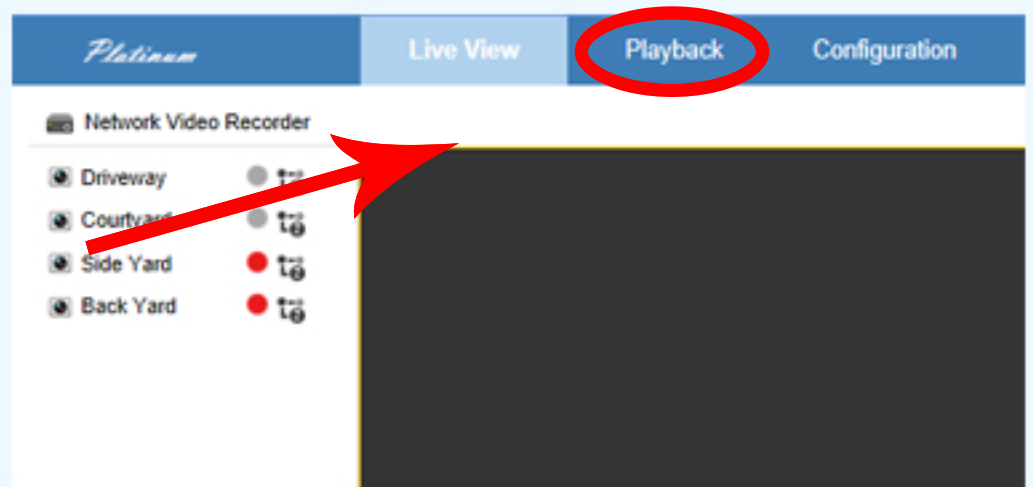 Platinum Live View Playback Configuration
Network Video Recorder
Driveway
Courtyard
Side Yard
Back Yard